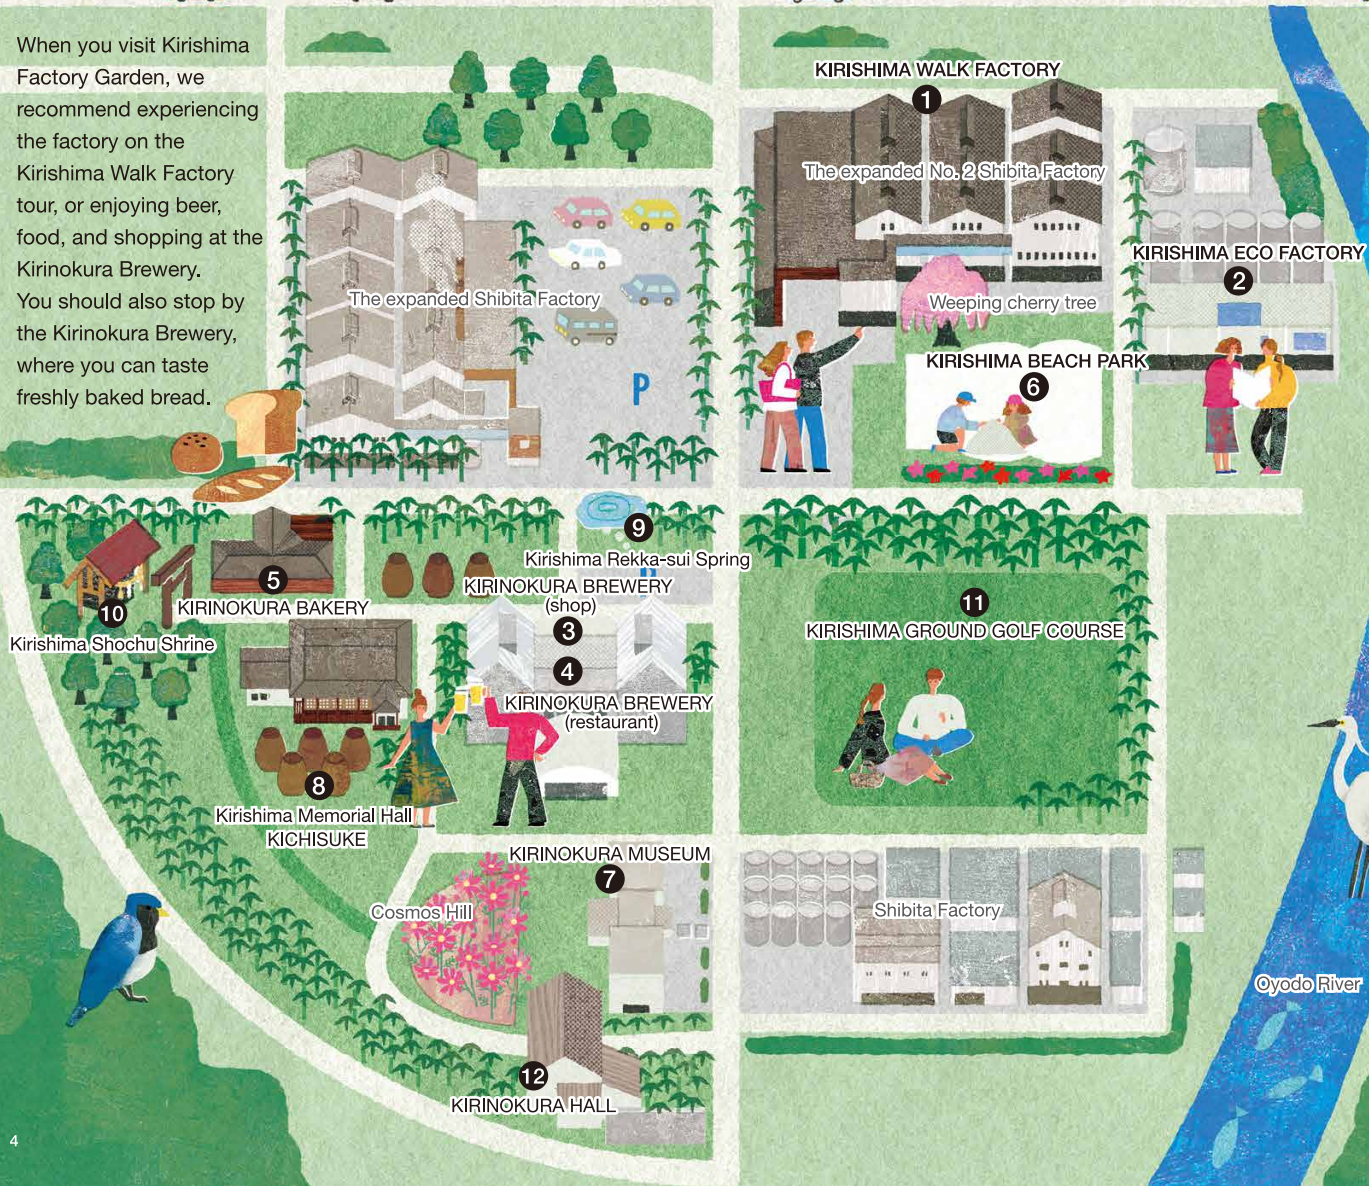 When you visit Kirishima
Factory Garden, we
recommend experiencing
the factory on the
Kirishima Walk Factory
tour, or enjoying beer,
food, and shopping at the
Kirinokura Brewery.
You should also stop by
the Kirinokura Brewery,
where you can taste
freshly baked bread.
KIRISHIMA WALK FACTORY
1
The expanded No. 2 Shibita Factory
KIRISHIMA ECO FACTORY
2
The expanded Shibita Factory
Weeping cherry tree
P
KIRISHIMA BEACH PARK
6
9
Kirishima Rekka-sui Spring
5
KIRINOKURA BAKERY
KIRINOKURA BREWERY
(shop)
3
10
Kirishima Shochu Shrine
4
KIRINOKURA BREWERY
(restaurant)
11
KIRISHIMA GROUND GOLF COURSE
8
Kirishima Memorial Hall
KICHISUKE
KIRINOKURA MUSEUM
7
Cosmos Hill
Shibita Factory
Oyodo River
12
KIRINOKURA HALL
4